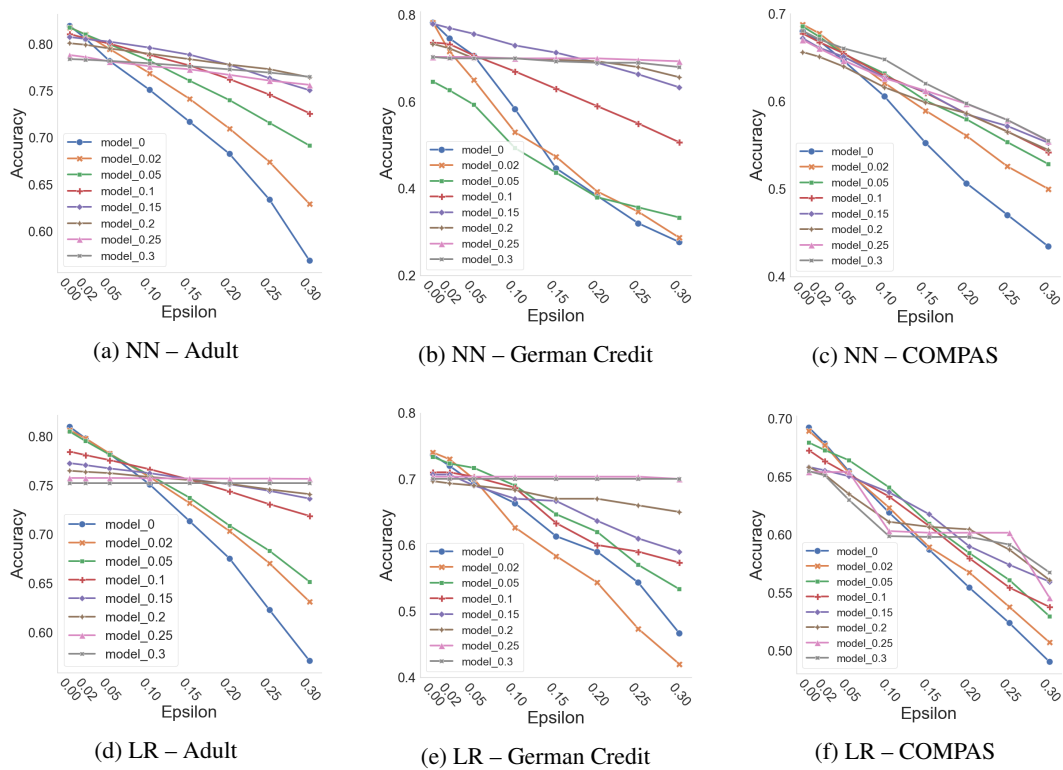 0.80
0.75
0.70
0.65
0.60
Accuracy
model_0
model_0.02
model_0.05
model_0.1
model_0.15
model_0.2
model_0.25
model_0.3
0.00
0.02
0.05
0.10
0.15
0.20
0.25
0.30
Epsilon
(a) NN – Adult
0.8
0.6
0.4
0.2
Accuracy
model_0
model_0.02
model_0.05
model_0.1
model_0.15
model_0.2
model_0.25
model_0.3
0.00
0.02
0.05
0.10
0.15
0.20
0.25
0.30
Epsilon
(b) NN – German Credit
0.7
0.6
0.5
0.4
Accuracy
model_0
model_0.02
model_0.05
model_0.1
model_0.15
model_0.2
model_0.25
model_0.3
0.00
0.02
0.05
0.10
0.15
0.20
0.25
0.30
Epsilon
(c) NN – COMPAS
0.80
0.75
0.70
0.65
0.60
Accuracy
model_0
model_0.02
model_0.05
model_0.1
model_0.15
model_0.2
model_0.25
model_0.3
0.00
0.02
0.05
0.10
0.15
0.20
0.25
0.30
Epsilon
(d) LR – Adult
0.8
0.7
0.6
0.5
0.4
Accuracy
model_0
model_0.02
model_0.05
model_0.1
model_0.15
model_0.2
model_0.25
model_0.3
0.00
0.02
0.05
0.10
0.15
0.20
0.25
0.30
Epsilon
(e) LR – German Credit
0.70
0.65
0.60
0.55
0.50
Accuracy
model_0
model_0.02
model_0.05
model_0.1
model_0.15
model_0.2
model_0.25
model_0.3
0.00
0.02
0.05
0.10
0.15
0.20
0.25
0.30
Epsilon
(f) LR – COMPAS